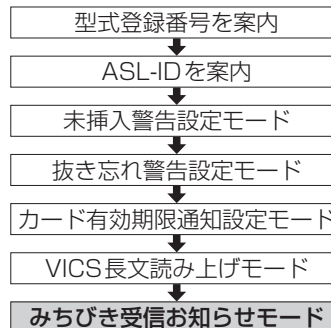 型式登録番号を案内
ASL-IDを案内
未挿入警告設定モード
抜き忘れ警告設定モード
カード有効期限通知設定モード
VICS長文読み上げモード
みちびき受信お知らせモード